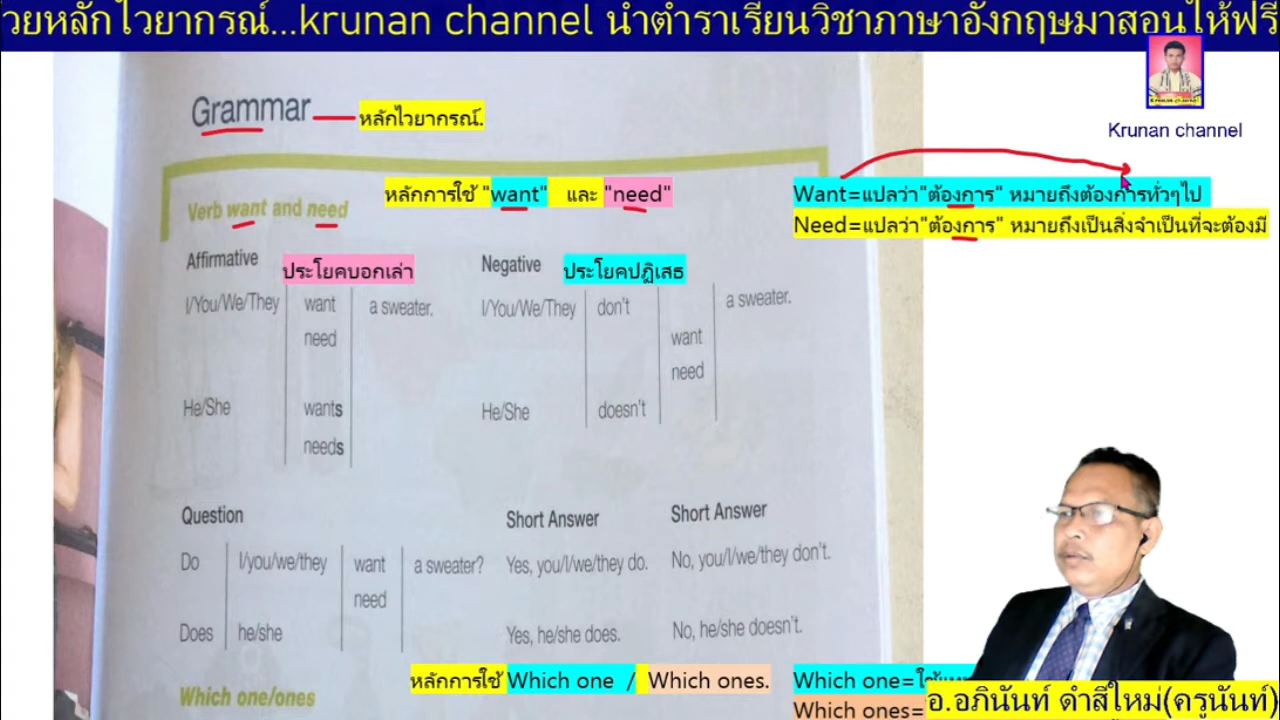 วยหลักไวยากรณ์...krunan channel นำตำราเรียนวิชาภาษาอังกฤษมาสอนให้ฟรี
Krunan channel
Grammar
หลักไวยากรณ์.
หลักการใช้ "want" และ "need"
Want=แปลว่า"ต้องการ" หมายถึงต้องการทั่วๆไป
Need=แปลว่า"ต้องการ" หมายถึงเป็นสิ่งจำเป็นที่จะต้องมี
Verb want and need
Affirmative ประโยคบอกเล่า
I/You/We/They want a sweater.
need
He/She wants
needs
Negative ประโยคปฏิเสธ
I/You/We/They don't a sweater.
want
need
He/She doesn't
Question Short Answer Short Answer
Do I/you/we/they want a sweater? Yes, you/I/we/they do. No, you/I/we/they don't.
need
Does he/she Yes, he/she does. No, he/she doesn't.
หลักการใช้ Which one / Which ones.
Which one/ones
Which one=
Which ones=
อ.อภินันท์ ดำสีใหม่(ครูนันท์)